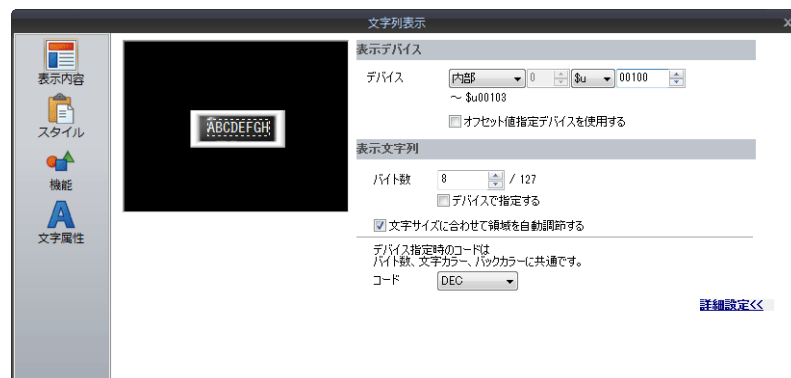 文字列表示
x
表示内容
スタイル
機能
文字属性
ABCDEFGH
表示デバイス
デバイス 内部 0 $u 00100
～ $u00103
オフセット値指定デバイスを使用する
表示文字列
バイト数 8 / 127
デバイスで指定する
文字サイズに合わせて領域を自動調節する
デバイス指定時のコードは
バイト数、文字カラー、バックカラーに共通です。
コード DEC
詳細設定<<